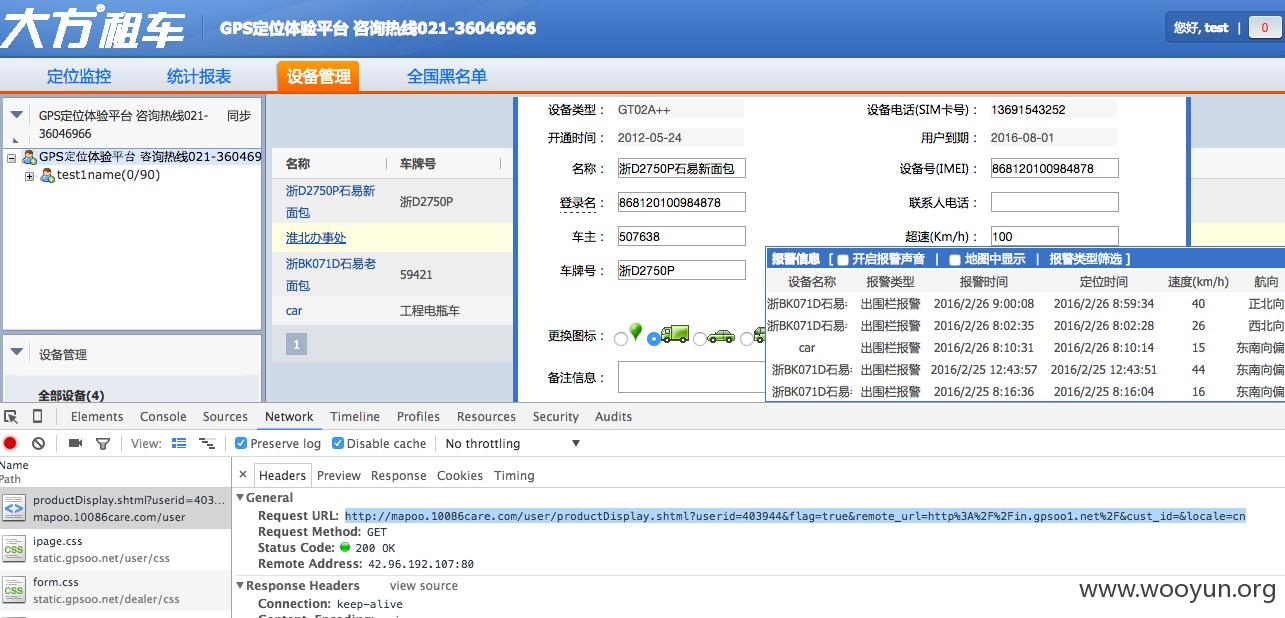 大方租车
GPS定位体验平台 咨询热线021-36046966
您好, test | 0
定位监控 统计报表 设备管理 全国黑名单
GPS定位体验平台 咨询热线021-36046966 同步
GPS定位体验平台 咨询热线021-360469
test1name(0/90)
设备管理
全部设备(4)
名称 车牌号
浙D2750P石易新面包 浙D2750P
淮北办事处
浙BK071D石易老面包 59421
car 工程电瓶车
1
设备类型： GT02A++ 设备电话(SIM卡号)： 13691543252
开通时间： 2012-05-24 用户到期： 2016-08-01
名称： 浙D2750P石易新面包 设备号(IMEI)： 868120100984878
登录名： 868120100984878 联系人电话：
车主： 507638 超速(Km/h)： 100
车牌号： 浙D2750P
更换图标：
备注信息：
报警信息 [ 开启报警声音 | 地图中显示 | 报警类型筛选 ]
设备名称 报警类型 报警时间 定位时间 速度(km/h) 航向
浙BK071D石易 出围栏报警 2016/2/26 9:00:08 2016/2/26 8:59:34 40 正北向
浙BK071D石易 出围栏报警 2016/2/26 8:02:35 2016/2/26 8:02:28 26 西北向
car 出围栏报警 2016/2/26 8:10:31 2016/2/26 8:10:14 15 东南向偏
浙BK071D石易 出围栏报警 2016/2/25 12:43:57 2016/2/25 12:43:51 44 东南向偏
浙BK071D石易 出围栏报警 2016/2/25 8:16:36 2016/2/25 8:16:04 16 东南向偏
Elements Console Sources Network Timeline Profiles Resources Security Audits
View: Preserve log Disable cache No throttling
Name
Path
productDisplay.shtml?userid=403...
mapoo.10086care.com/user
ipage.css
static.gpsoo.net/user/css
form.css
static.gpsoo.net/dealer/css
× Headers Preview Response Cookies Timing
General
Request URL: http://mapoo.10086care.com/user/productDisplay.shtml?userid=403944&flag=true&remote_url=http%3A%2F%2Fin.gpsoo1.net%2F&cust_id=&locale=cn
Request Method: GET
Status Code: 200 OK
Remote Address: 42.96.192.107:80
Response Headers view source
Connection: keep-alive
www.wooyun.org